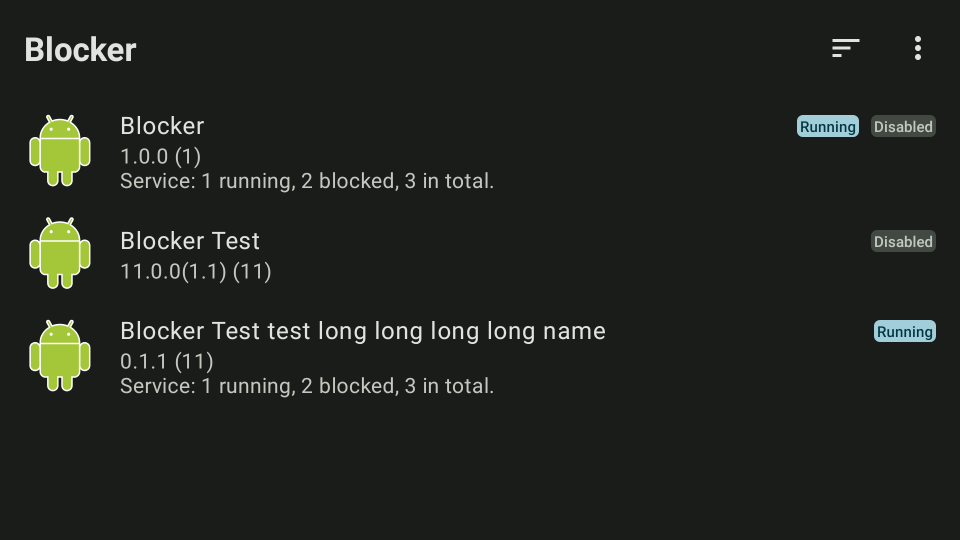 Blocker
Blocker
Running
Disabled
1.0.0 (1)
Service: 1 running, 2 blocked, 3 in total.
Blocker Test
Disabled
11.0.0(1.1) (11)
Blocker Test test long long long long name
Running
0.1.1 (11)
Service: 1 running, 2 blocked, 3 in total.